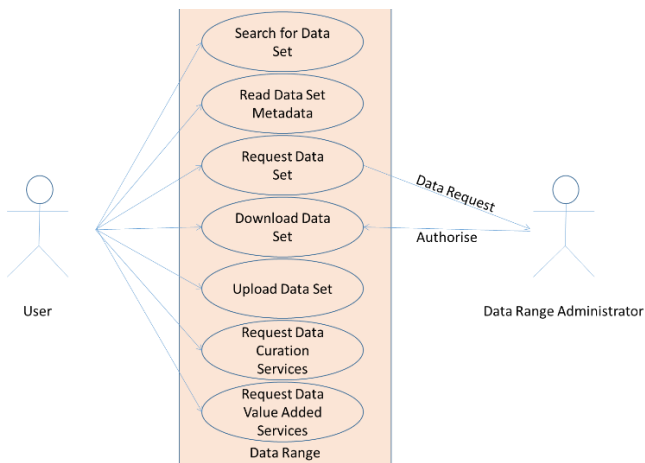 Search for Data
Set
Read Data Set
Metadata
Request Data
Set
Data Request
Download Data
Set
Authorise
Upload Data Set
User
Data Range Administrator
Request Data
Curation
Services
Request Data
Value Added
Services
Data Range